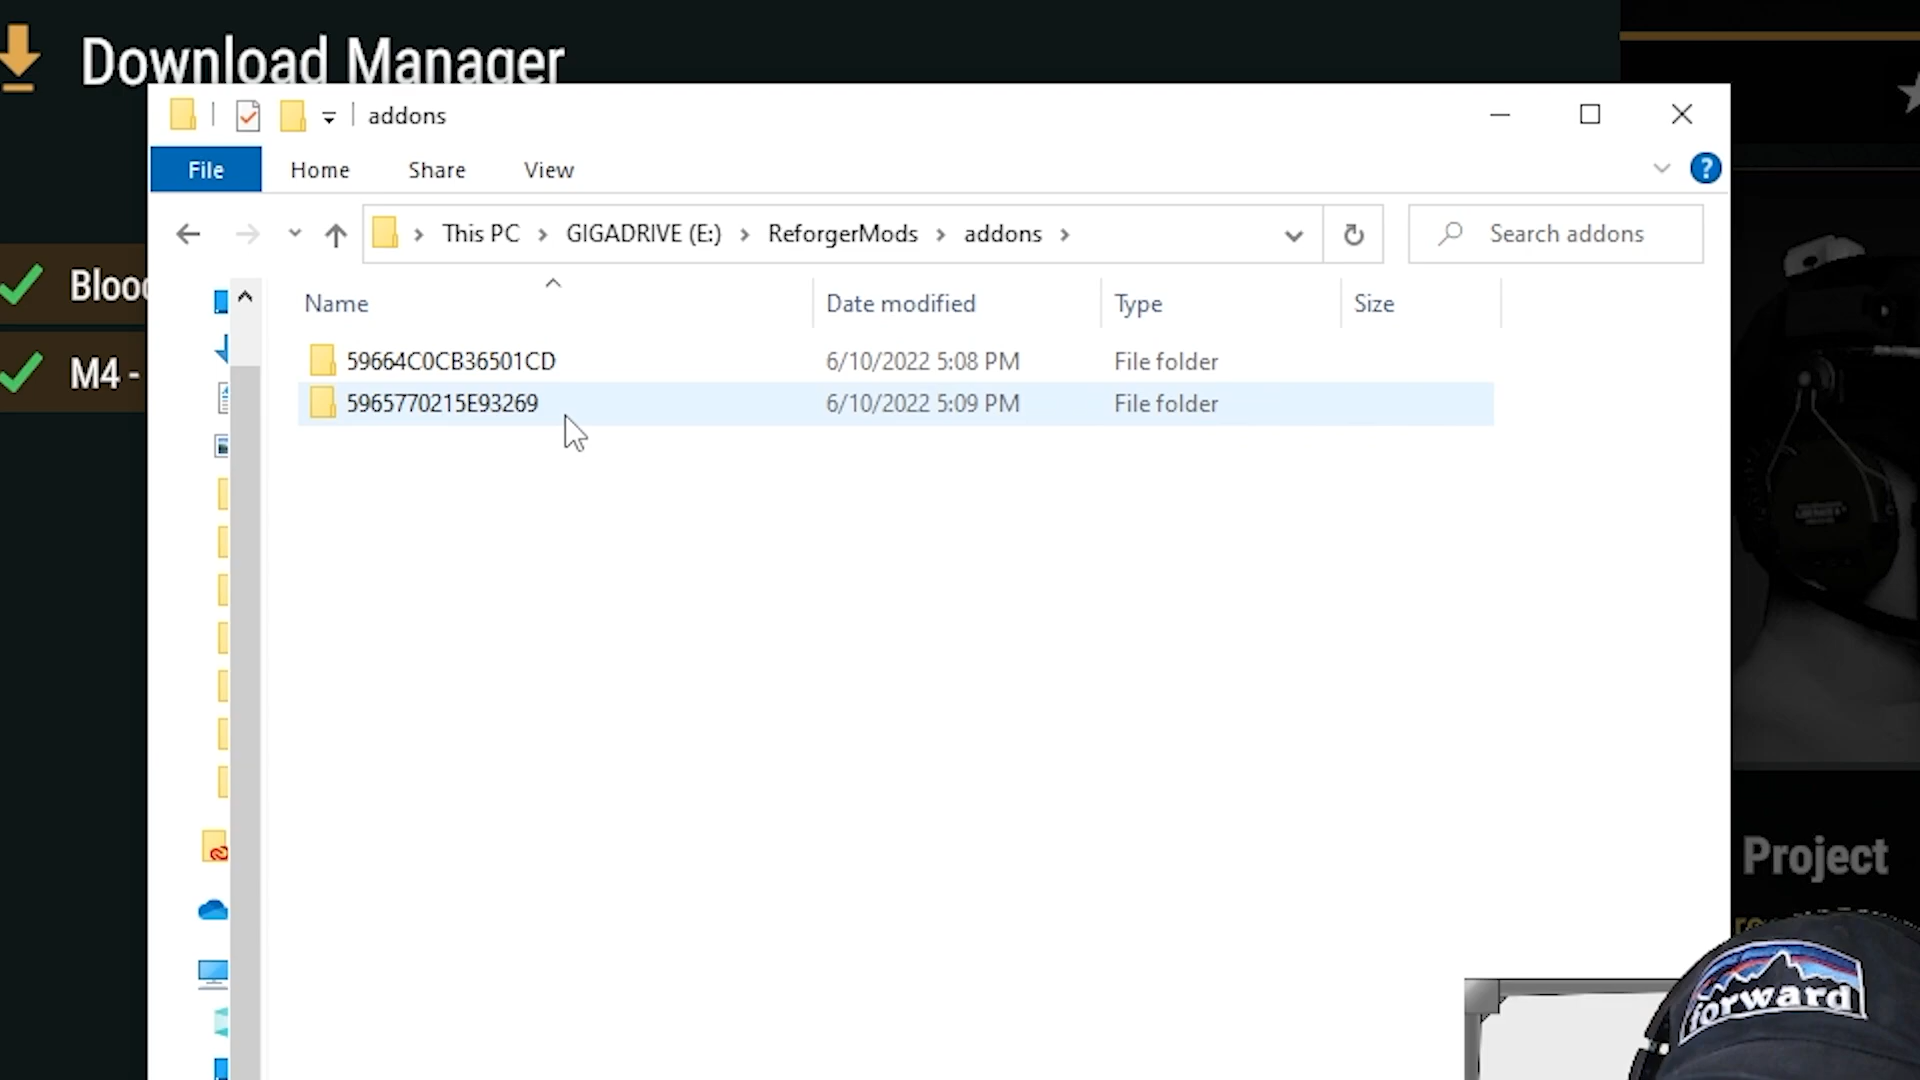 Download Manager
addons
File Home Share View
This PC GIGADRIVE (E:) ReforgerMods addons
Search addons
Name Date modified Type Size
59664C0CB36501CD 6/10/2022 5:08 PM File folder
5965770215E93269 6/10/2022 5:09 PM File folder
M4 -
Project
forward